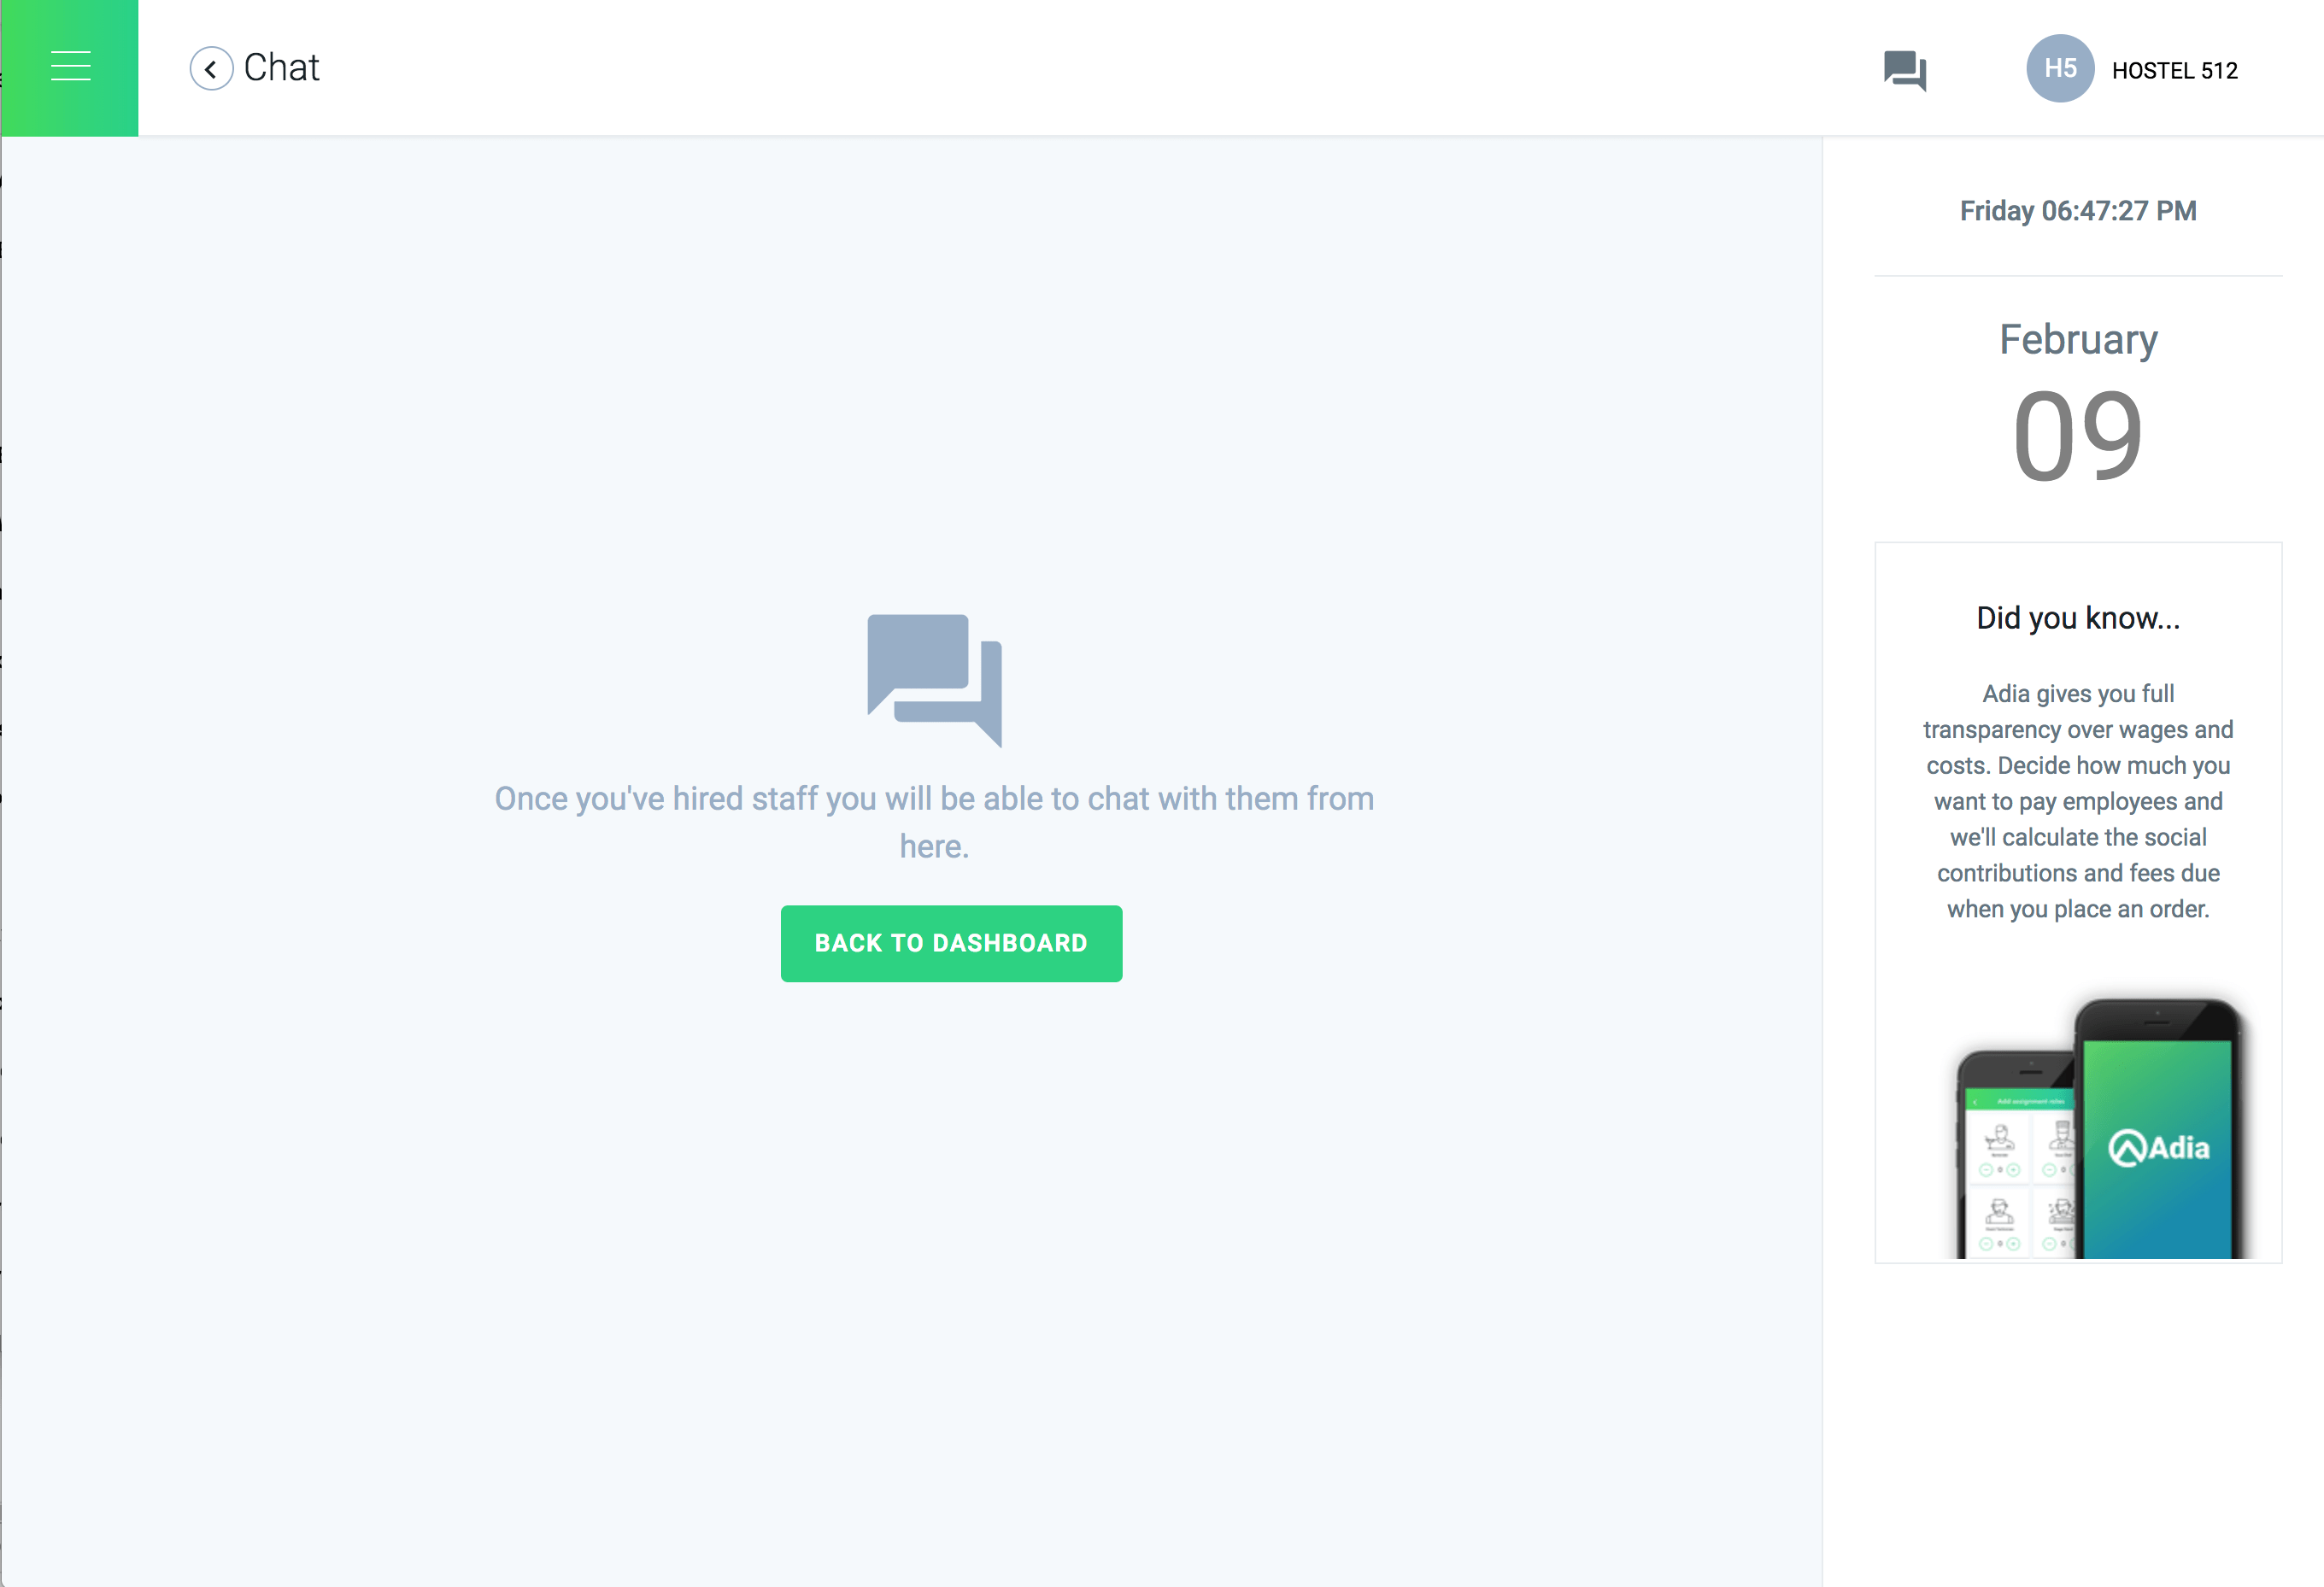 Chat
H5 HOSTEL 512
Once you've hired staff you will be able to chat with them from
here.
BACK TO DASHBOARD
Friday 06:47:27 PM
February
09
Did you know...
Adia gives you full
transparency over wages and
costs. Decide how much you
want to pay employees and
we'll calculate the social
contributions and fees due
when you place an order.
Add assignment roles
Adia